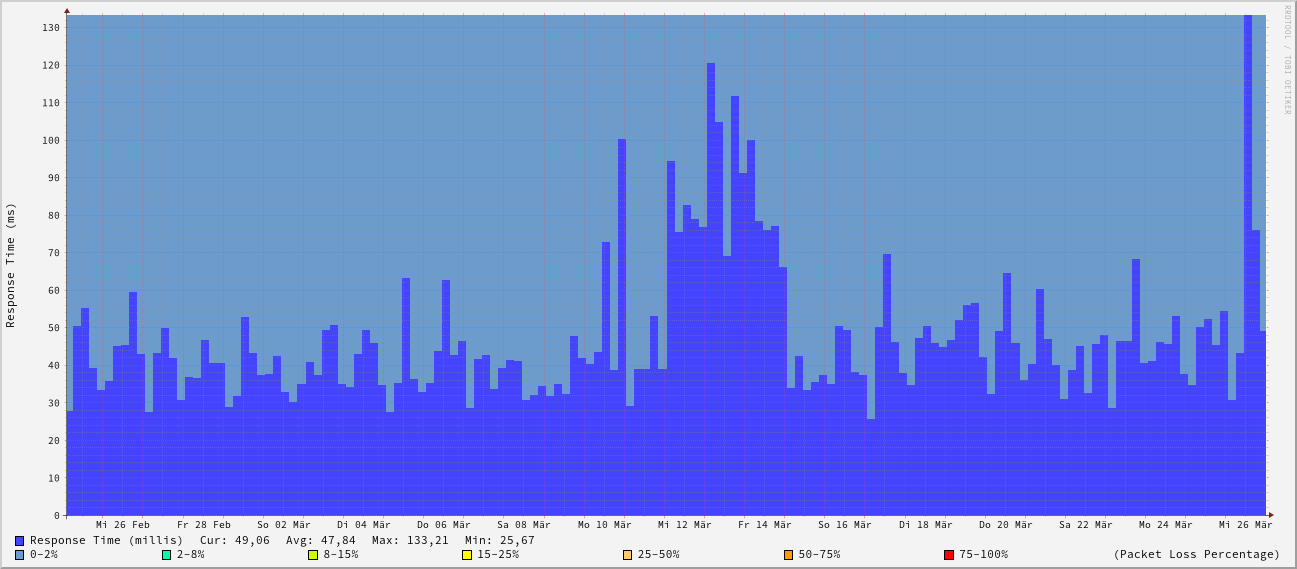 RRDTOOL / TOBI OETIKER
Response Time (ms)
130
120
110
100
90
80
70
60
50
40
30
20
10
0
Mi 26 Feb Fr 28 Feb So 02 Mär Di 04 Mär Do 06 Mär Sa 08 Mär Mo 10 Mär Mi 12 Mär Fr 14 Mär So 16 Mär Di 18 Mär Do 20 Mär Sa 22 Mär Mo 24 Mär Mi 26 Mär
Response Time (millis) Cur: 49,06 Avg: 47,84 Max: 133,21 Min: 25,67
0-2% 2-8% 8-15% 15-25% 25-50% 50-75% 75-100% (Packet Loss Percentage)